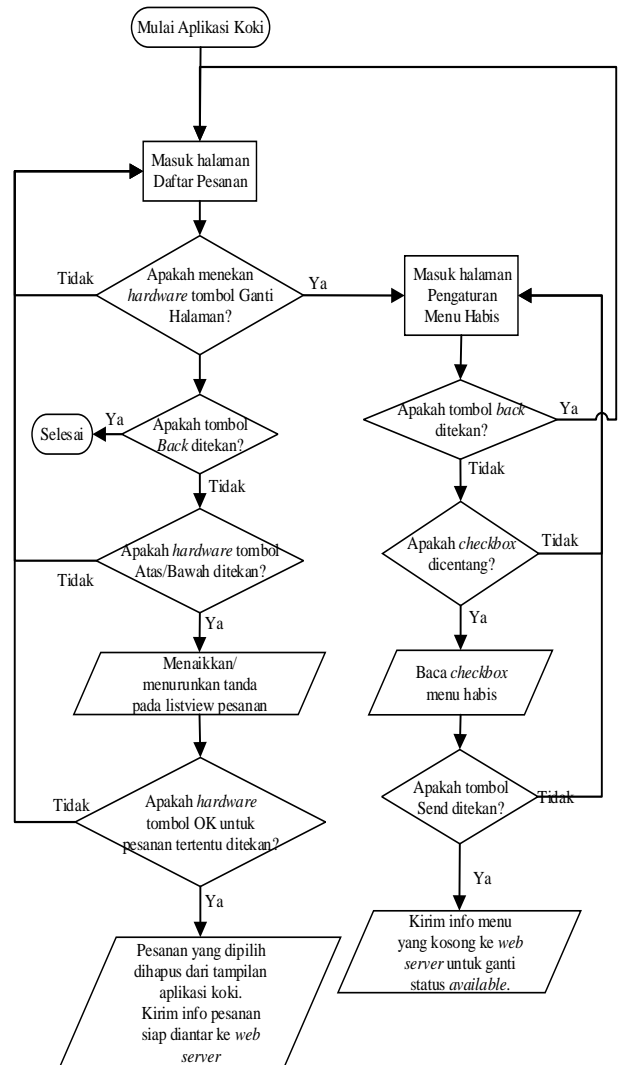 Mulai Aplikasi Koki
Masuk halaman
Daftar Pesanan
Apakah menekan
hardware tombol Ganti
Halaman?
Tidak
Ya
Masuk halaman
Pengaturan
Menu Habis
Apakah tombol
Back ditekan?
Ya
Selesai
Tidak
Apakah tombol back
ditekan?
Ya
Tidak
Apakah hardware tombol
Atas/Bawah ditekan?
Tidak
Ya
Apakah checkbox
dicentang?
Tidak
Ya
Menaikkan/
menurunkan tanda
pada listview pesanan
Baca checkbox
menu habis
Apakah hardware
tombol OK untuk
pesanan tertentu ditekan?
Tidak
Ya
Apakah tombol
Send ditekan?
Tidak
Ya
Pesanan yang dipilih
dihapus dari tampilan
aplikasi koki.
Kirim info pesanan
siap diantar ke web
server
Kirim info menu
yang kosong ke web
server untuk ganti
status available.